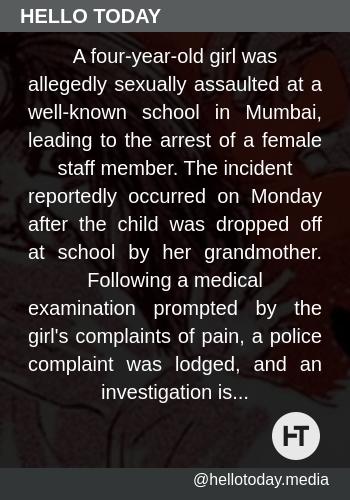 HELLO TODAY
A four-year-old girl was
allegedly sexually assaulted at a
well-known school in Mumbai,
leading to the arrest of a female
staff member. The incident
reportedly occurred on Monday
after the child was dropped off
at school by her grandmother.
Following a medical
examination prompted by the
girl's complaints of pain, a police
complaint was lodged, and an
investigation is...
HT
@hellotoday.media